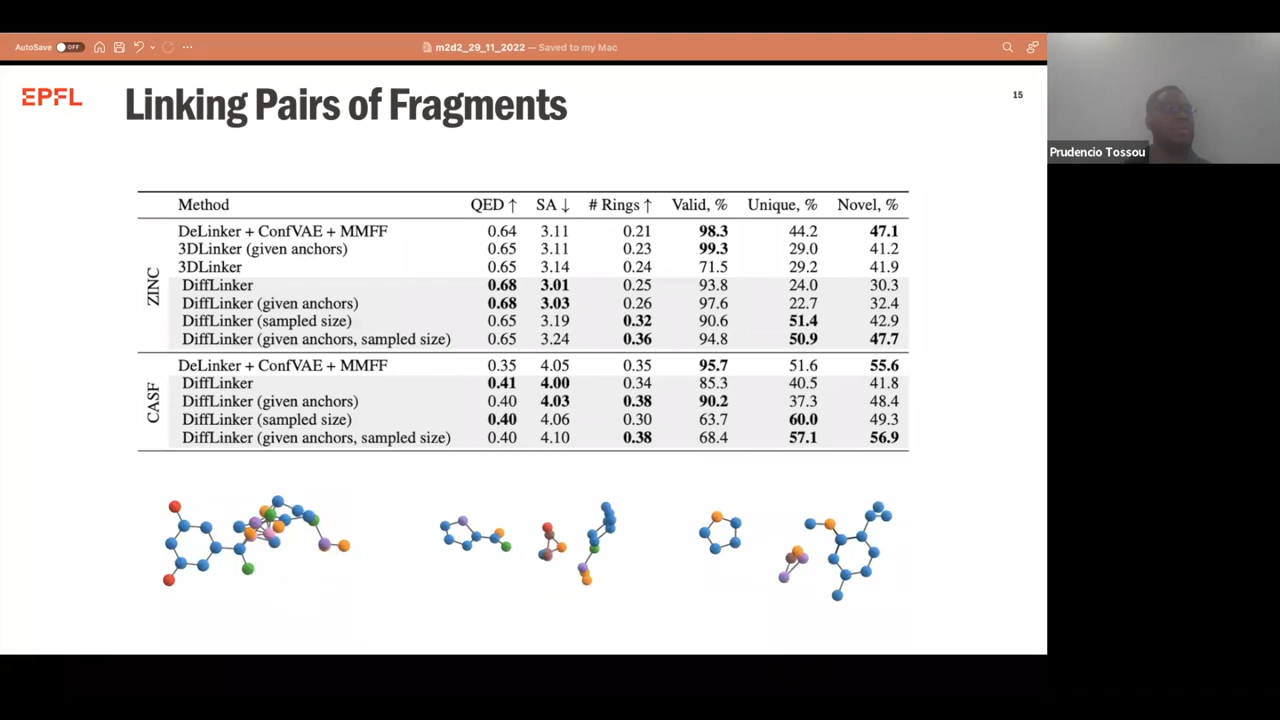 AutoSave OFF m2d2_29_11_2022 — Saved to my Mac
EPFL Linking Pairs of Fragments 15
Prudencio Tossou
Method QED ↑ SA ↓ # Rings ↑ Valid, % Unique, % Novel, %
ZINC
DeLinker + ConfVAE + MMFF 0.64 3.11 0.21 98.3 44.2 47.1
3DLinker (given anchors) 0.65 3.11 0.23 99.3 29.0 41.2
3DLinker 0.65 3.14 0.24 71.5 29.2 41.9
DiffLinker 0.68 3.01 0.25 93.8 24.0 30.3
DiffLinker (given anchors) 0.68 3.03 0.26 97.6 22.7 32.4
DiffLinker (sampled size) 0.65 3.19 0.32 90.6 51.4 42.9
DiffLinker (given anchors, sampled size) 0.65 3.24 0.36 94.8 50.9 47.7
CASF
DeLinker + ConfVAE + MMFF 0.35 4.05 0.35 95.7 51.6 55.6
DiffLinker 0.41 4.00 0.34 85.3 40.5 41.8
DiffLinker (given anchors) 0.40 4.03 0.38 90.2 37.3 48.4
DiffLinker (sampled size) 0.40 4.06 0.30 63.7 60.0 49.3
DiffLinker (given anchors, sampled size) 0.40 4.10 0.38 68.4 57.1 56.9